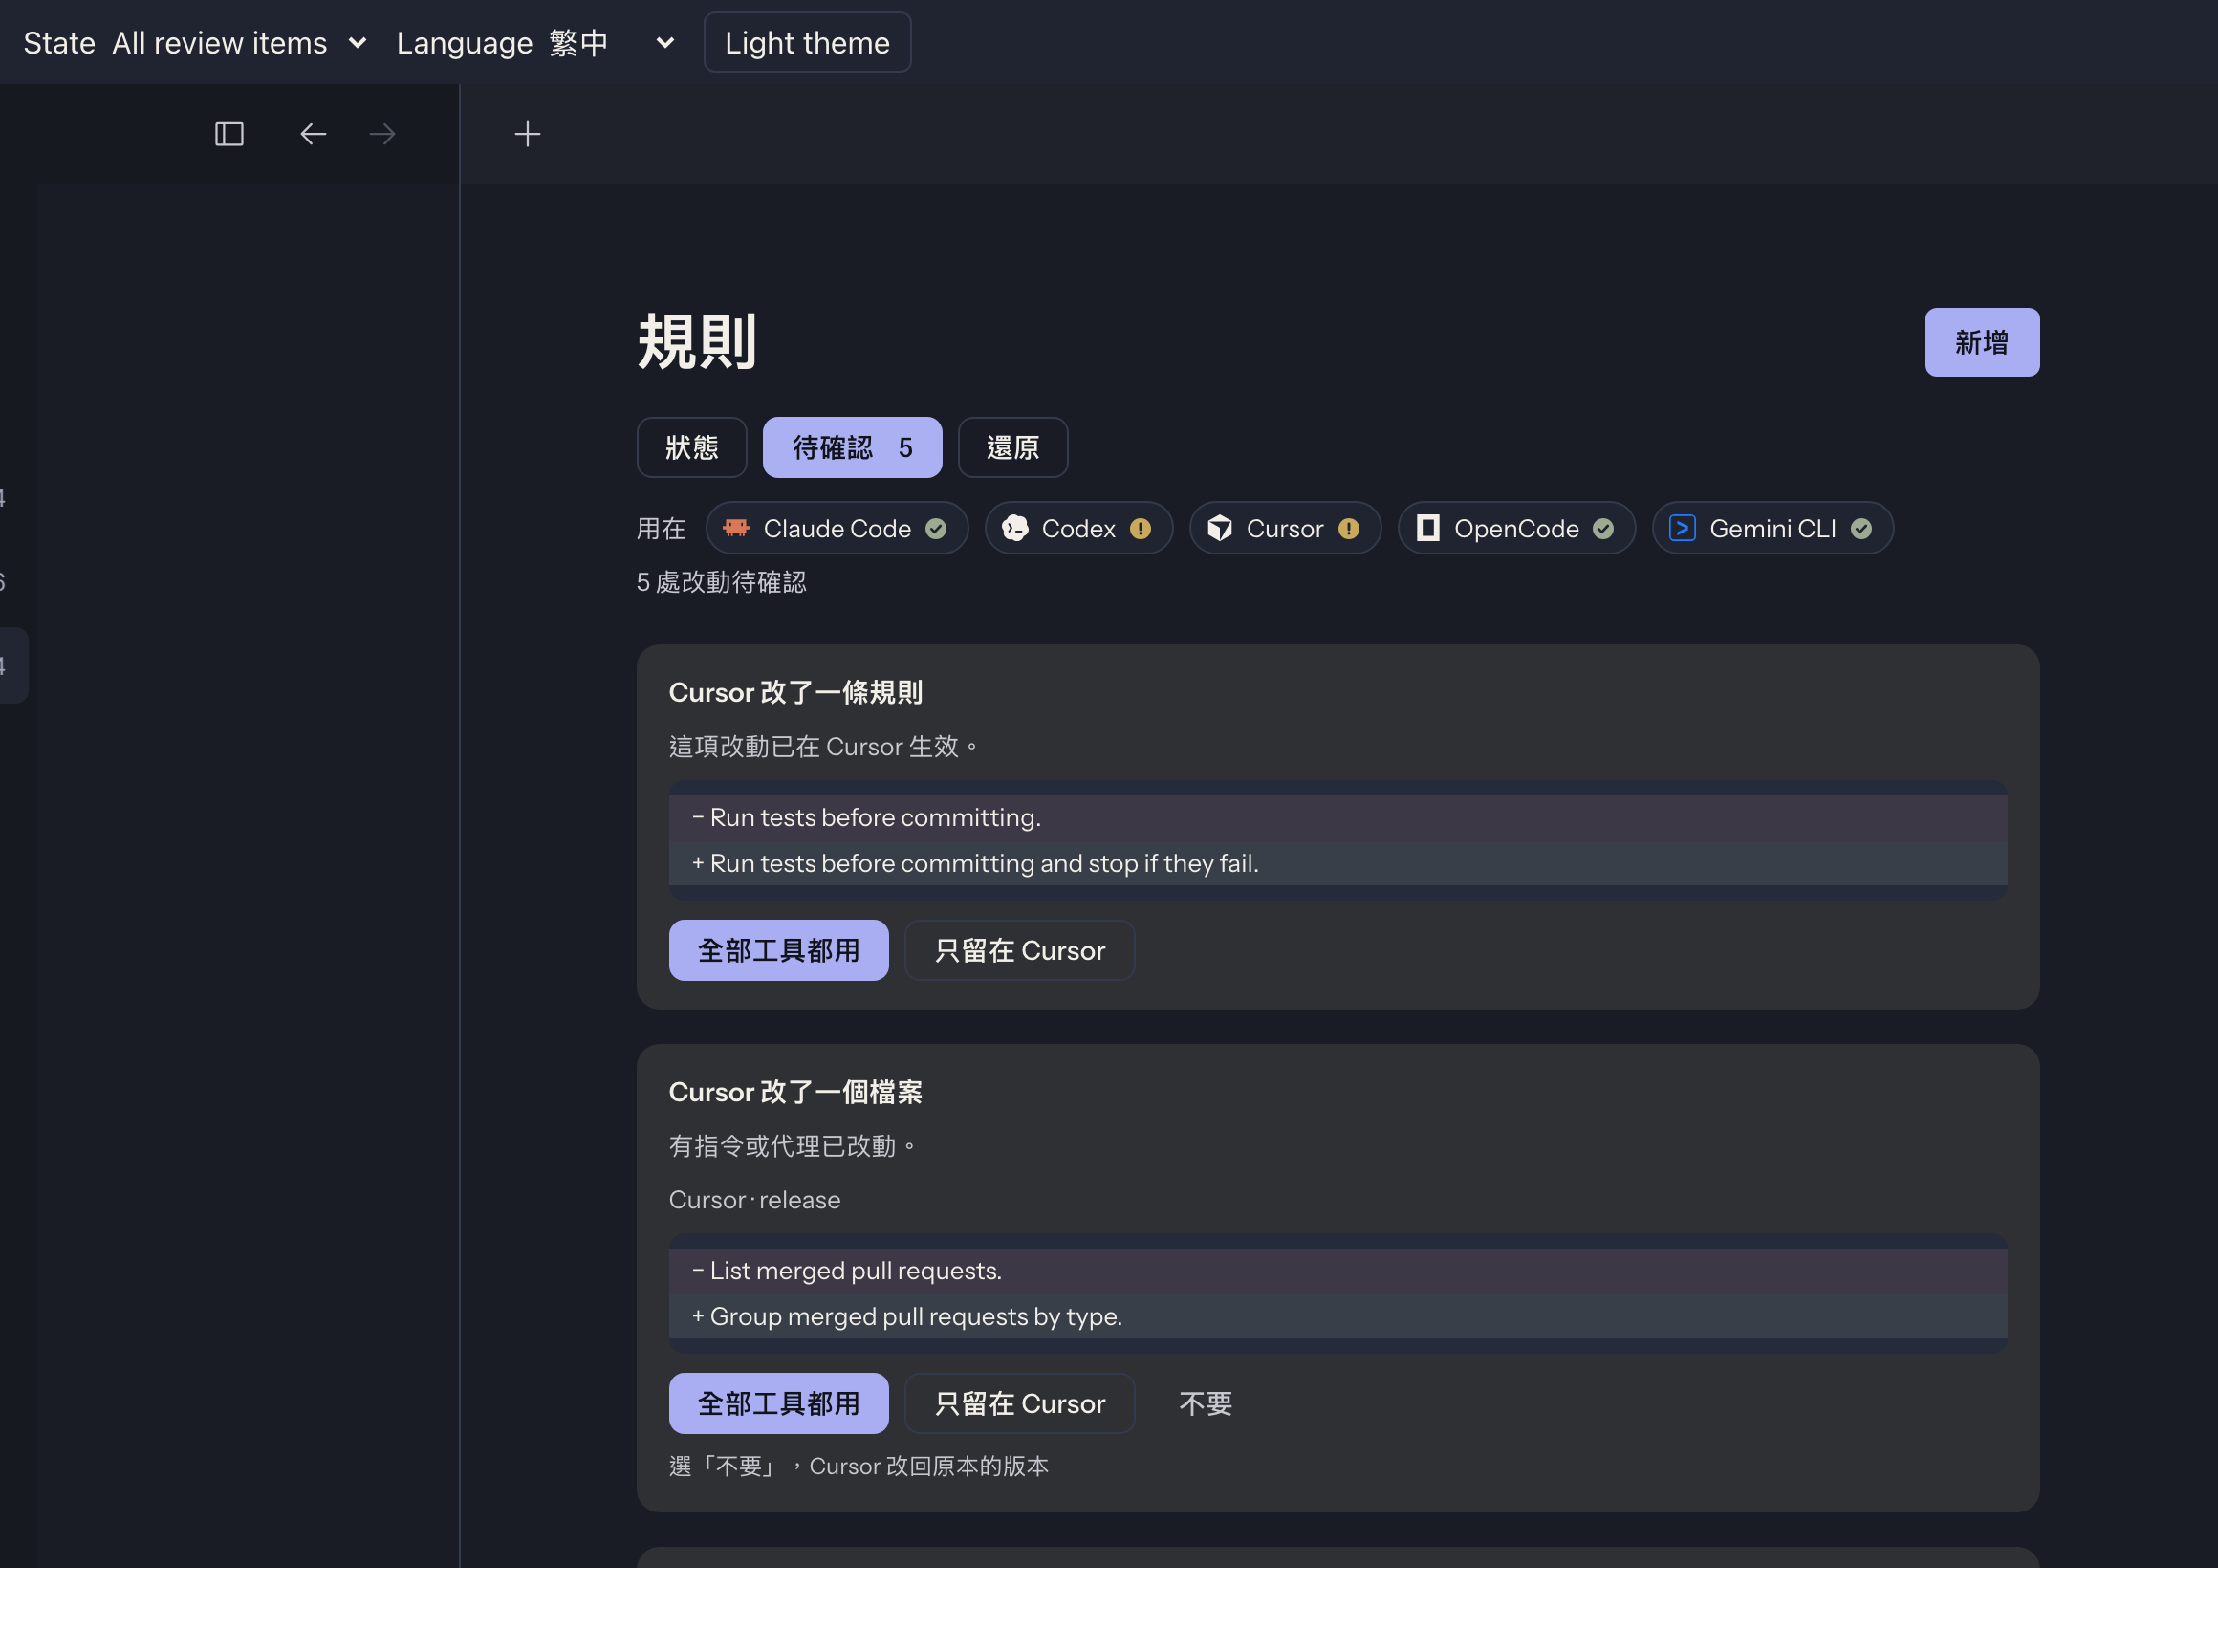 State All review items Language 繁中 Light theme
規則 新增
狀態 待確認 5 還原
用在 Claude Code Codex Cursor OpenCode Gemini CLI
5 處改動待確認
Cursor 改了一條規則
這項改動已在 Cursor 生效。
− Run tests before committing.
+ Run tests before committing and stop if they fail.
全部工具都用 只留在 Cursor
Cursor 改了一個檔案
有指令或代理已改動。
Cursor · release
− List merged pull requests.
+ Group merged pull requests by type.
全部工具都用 只留在 Cursor 不要
選「不要」，Cursor 改回原本的版本